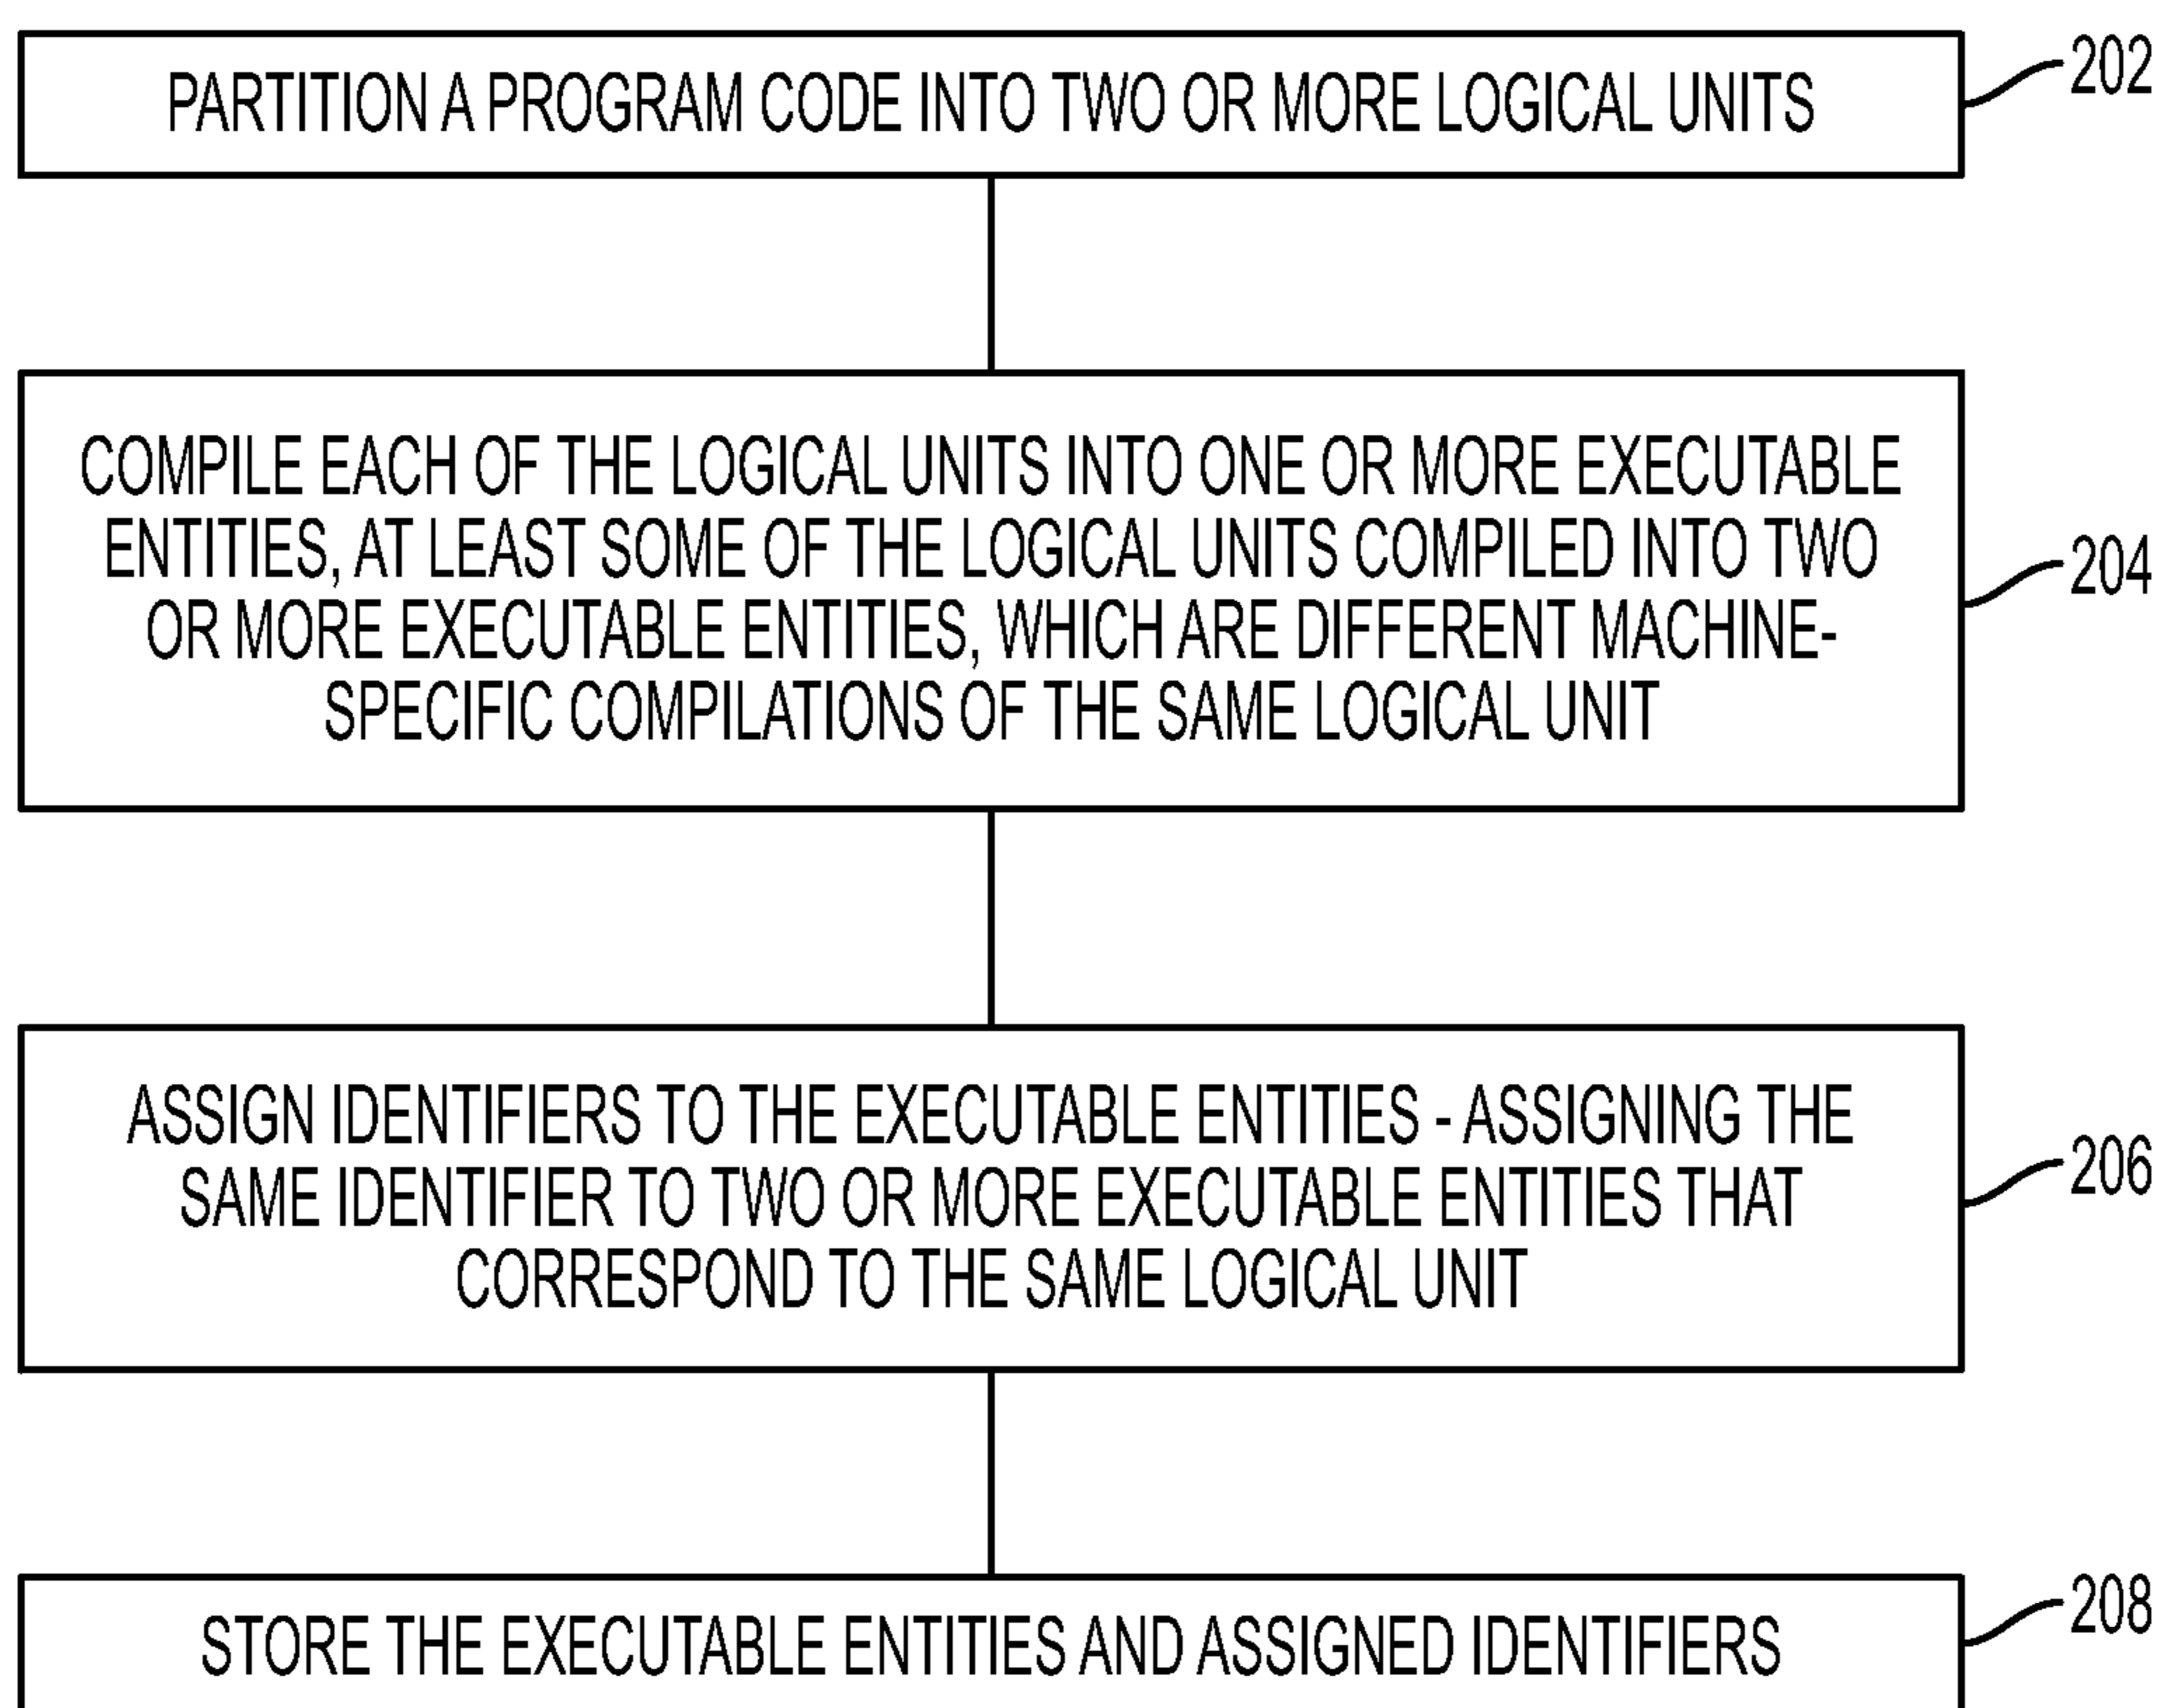 PARTITION A PROGRAM CODE INTO TWO OR MORE LOGICAL UNITS
202
COMPILE EACH OF THE LOGICAL UNITS INTO ONE OR MORE EXECUTABLE
ENTITIES, AT LEAST SOME OF THE LOGICAL UNITS COMPILED INTO TWO
OR MORE EXECUTABLE ENTITIES, WHICH ARE DIFFERENT MACHINE-
SPECIFIC COMPILATIONS OF THE SAME LOGICAL UNIT
204
ASSIGN IDENTIFIERS TO THE EXECUTABLE ENTITIES - ASSIGNING THE
SAME IDENTIFIER TO TWO OR MORE EXECUTABLE ENTITIES THAT
CORRESPOND TO THE SAME LOGICAL UNIT
206
STORE THE EXECUTABLE ENTITIES AND ASSIGNED IDENTIFIERS
208